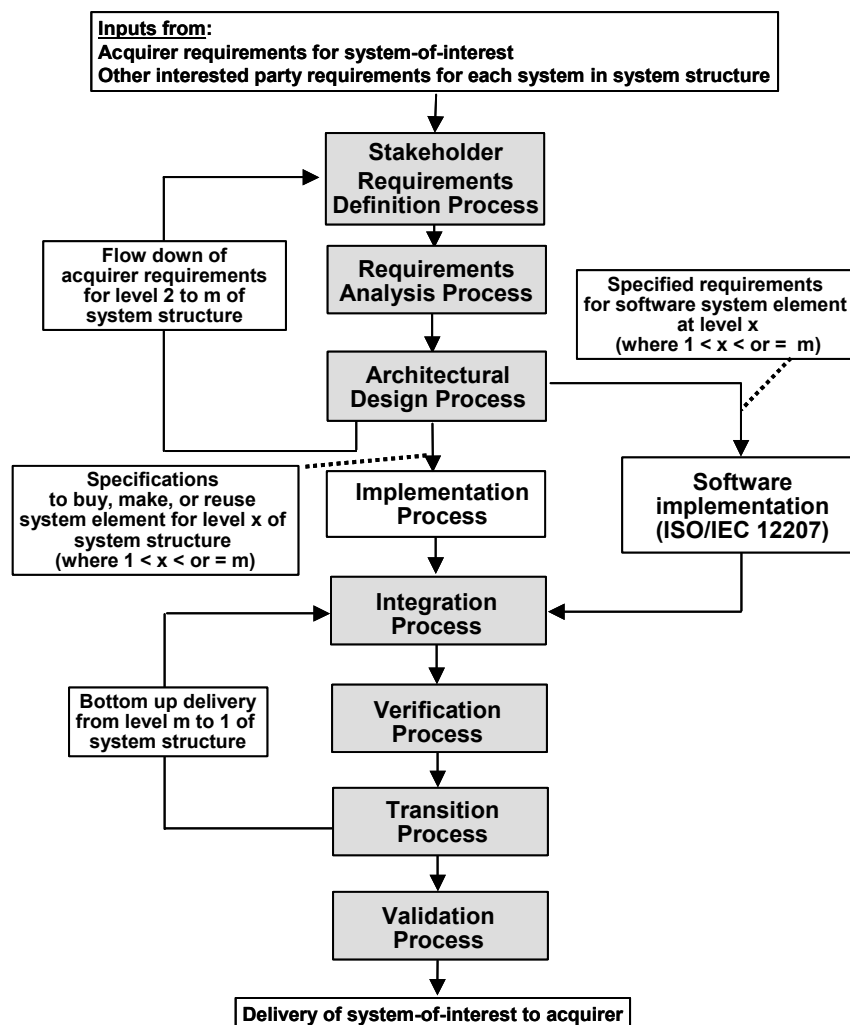 Inputs from:
Acquirer requirements for system-of-interest
Other interested party requirements for each system in system structure
Stakeholder
Requirements
Definition Process
Flow down of
acquirer requirements
for level 2 to m of
system structure
Requirements
Analysis Process
Specified requirements
for software system element
at level x
(where 1 < x < or = m)
Architectural
Design Process
Specifications
to buy, make, or reuse
system element for level x of
system structure
(where 1 < x < or = m)
Implementation
Process
Software
implementation
(ISO/IEC 12207)
Integration
Process
Bottom up delivery
from level m to 1 of
system structure
Verification
Process
Transition
Process
Validation
Process
Delivery of system-of-interest to acquirer